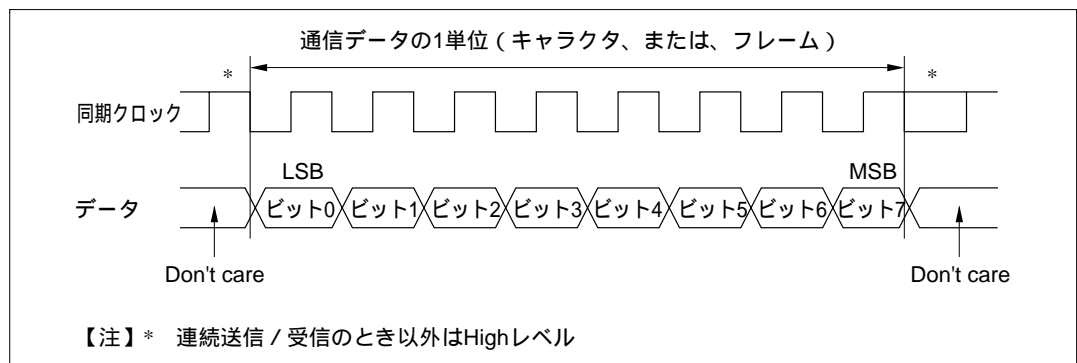 通信データの1単位(キャラクタ、または、フレーム)
* *
同期クロック
LSB MSB
データ ビット0 ビット1 ビット2 ビット3 ビット4 ビット5 ビット6 ビット7
Don't care Don't care
【注】* 連続送信/受信のとき以外はHighレベル